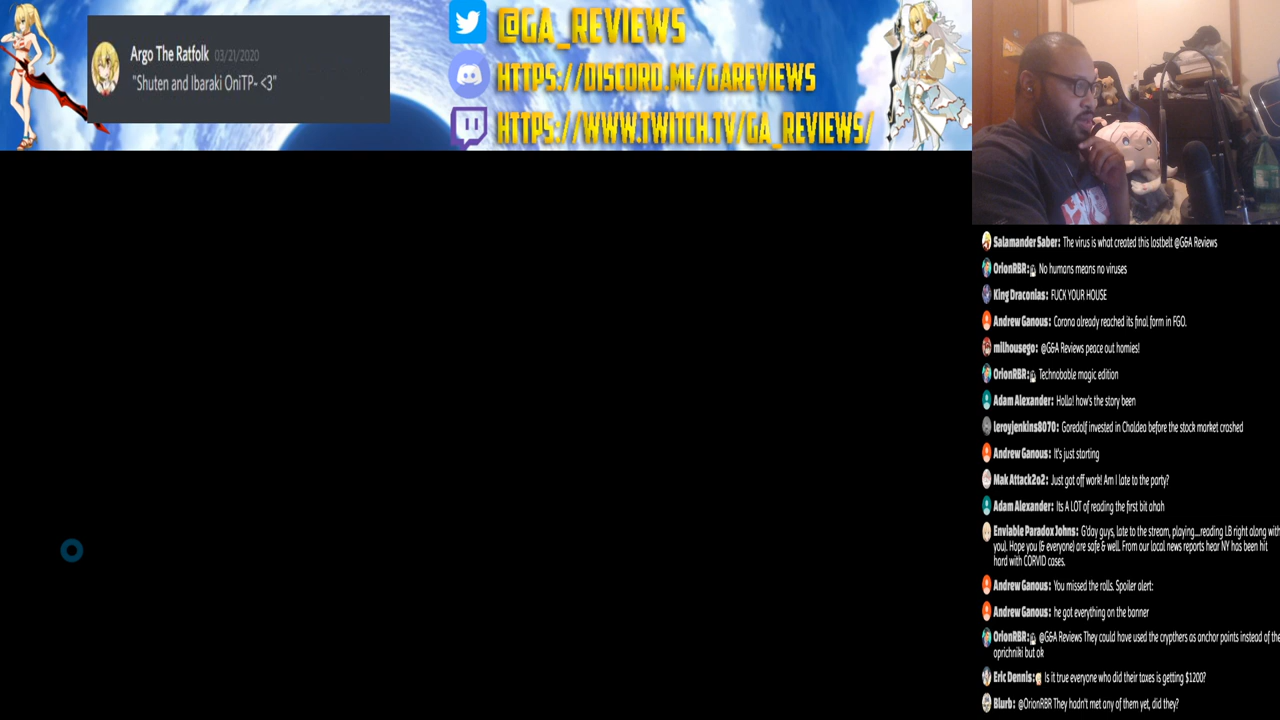 Argo The Ratfolk 03/21/2020
"Shuten and Ibaraki OniTP~ <3"
@GA_REVIEWS
HTTPS://DISCORD.ME/GAREVIEWS
HTTPS://WWW.TWITCH.TV/GA_REVIEWS/
Salamander Saber: The virus is what created this lostbelt @G&A Reviews
OrionRBR: No humans means no viruses
King Draconias: FUCK YOUR HOUSE
Andrew Ganous: Corona already reached its final form in FGO.
milhousego: @G&A Reviews peace out homies!
OrionRBR: Technobable magic edition
Adam Alexander: Holla! how's the story been
leroyjenkins8070: Goredolf invested in Chaldea before the stock market crashed
Andrew Ganous: It's just starting
Mak Attack2o2: Just got off work! Am I late to the party?
Adam Alexander: Its A LOT of reading the first bit ahah
Enviable Paradox Johns: G'day guys, late to the stream, playing....reading LB right along with
you). Hope you (& everyone) are safe & well. From our local news reports hear NY has been hit
hard with CORVID cases.
Andrew Ganous: You missed the rolls. Spoiler alert:
Andrew Ganous: he got everything on the banner
OrionRBR: @G&A Reviews They could have used the crypthers as anchor points instead of the
oprichniki but ok
Eric Dennis: Is it true everyone who did their taxes is getting $1200?
Blurb: @OrionRBR They hadn't met any of them yet, did they?